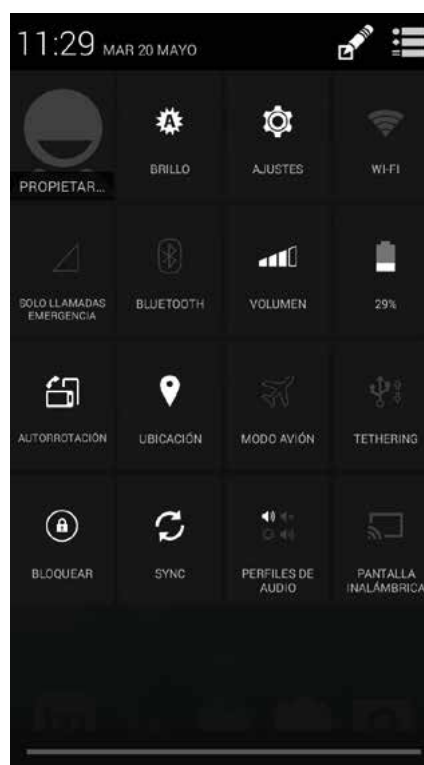 11:29 MAR 20 MAYO
BRILLO
AJUSTES
WI-FI
PROPIETAR...
SOLO LLAMADAS
EMERGENCIA
BLUETOOTH
VOLUMEN
29%
AUTORROTACIÓN
UBICACIÓN
MODO AVIÓN
TETHERING
BLOQUEAR
SYNC
PERFILES DE
AUDIO
PANTALLA
INALÁMBRICA